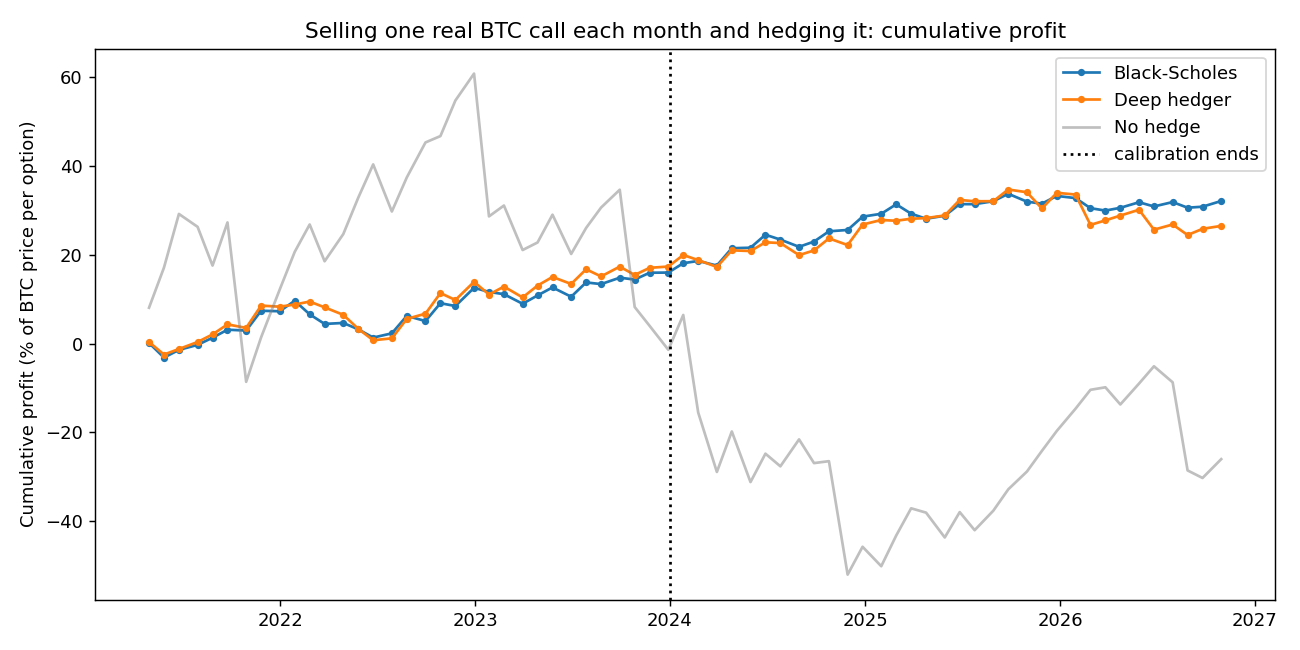 Selling one real BTC call each month and hedging it: cumulative profit
Cumulative profit (% of BTC price per option)
60
40
20
0
−20
−40
Black-Scholes
Deep hedger
No hedge
calibration ends
2022
2023
2024
2025
2026
2027